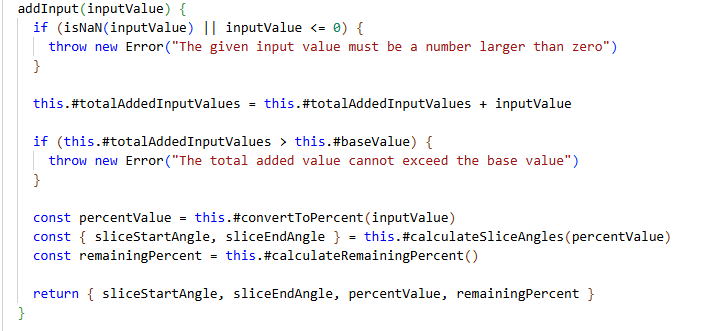 addInput(inputValue) {
if (isNaN(inputValue) || inputValue <= 0) {
throw new Error("The given input value must be a number larger than zero")
}
this.#totalAddedInputValues = this.#totalAddedInputValues + inputValue
if (this.#totalAddedInputValues > this.#baseValue) {
throw new Error("The total added value cannot exceed the base value")
}
const percentValue = this.#convertToPercent(inputValue)
const { sliceStartAngle, sliceEndAngle } = this.#calculateSliceAngles(percentValue)
const remainingPercent = this.#calculateRemainingPercent()
return { sliceStartAngle, sliceEndAngle, percentValue, remainingPercent }
}